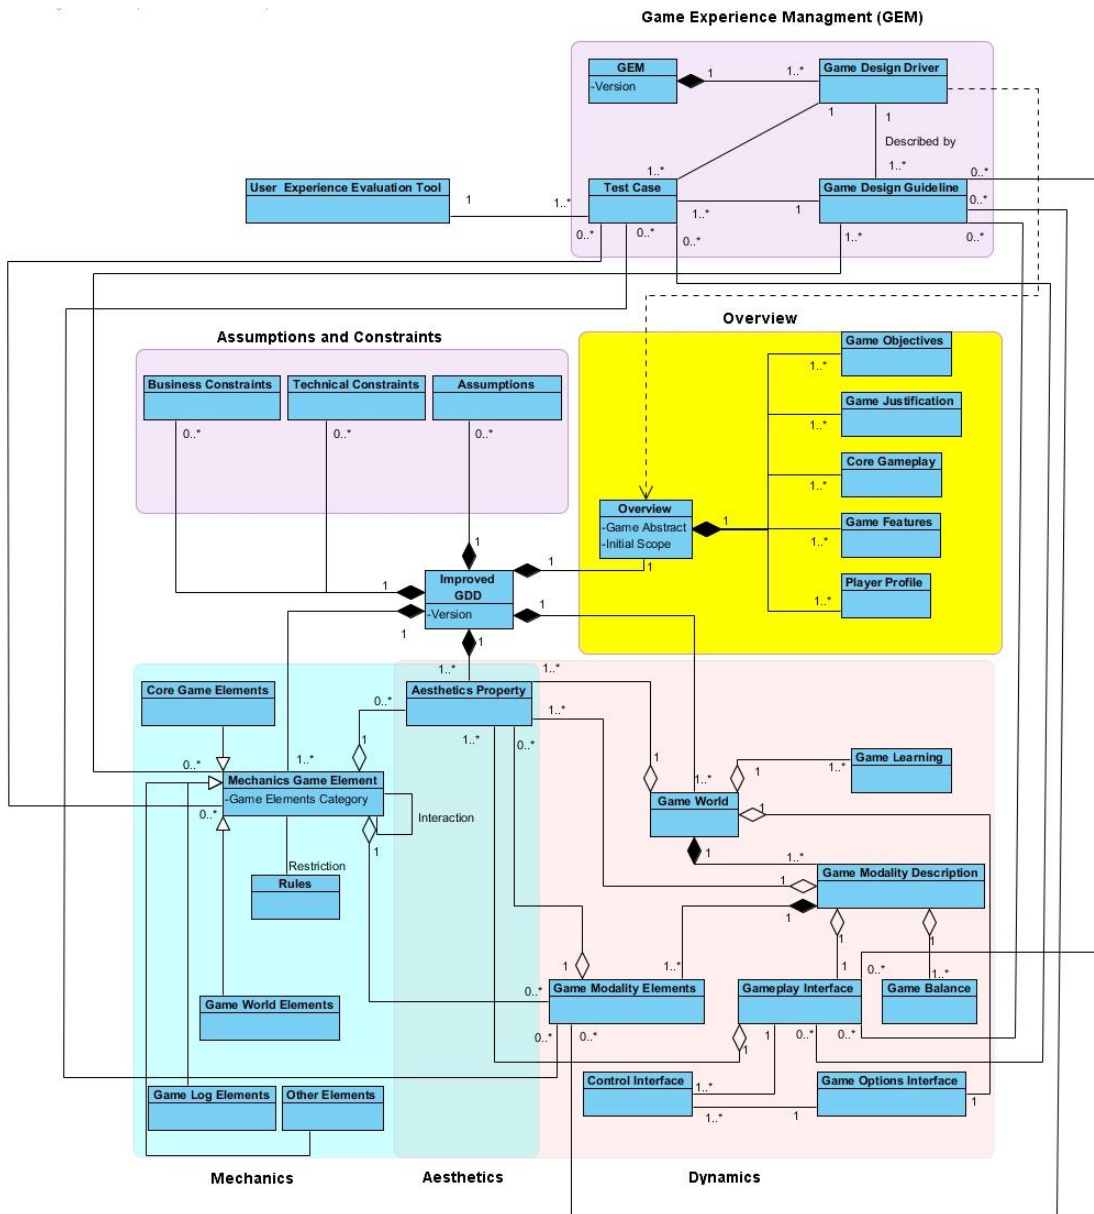 Game Experience Managment (GEM)
GEM
-Version
1
1..*
Game Design Driver
1
1
Described by
1..*
1..*
0..*
User  Experience Evaluation Tool
1
1..*
Test Case
1..*
1
Game Design Guideline
0..*
0..*
0..*
0..*
1..*
0..*
Overview
Assumptions and Constraints
Game Objectives
1..*
Business Constraints
Technical Constraints
Assumptions
Game Justification
1..*
0..*
0..*
0..*
Core Gameplay
1..*
Overview
-Game Abstract
-Initial Scope
1
Game Features
1..*
1
1
1
Improved
GDD
-Version
1
Player Profile
1..*
1
1
1
1..*
1..*
Core Game Elements
Aesthetics Property
0..*
1..*
1
1..*
0..*
0..*
1..*
Mechanics Game Element
-Game Elements Category
0..*
Interaction
1
Game Learning
1..*
1
1
1..*
Game World
1
1
1..*
Restriction
Rules
Game Modality Description
1
1
1
1
1
1..*
1
0..*
1..*
0..*
Game World Elements
Game Modality Elements
Gameplay Interface
Game Balance
0..*
0..*
1
1
0..*
0..*
Game Log Elements
Other Elements
Control Interface
1..*
1..*
1
Game Options Interface
1
Mechanics
Aesthetics
Dynamics